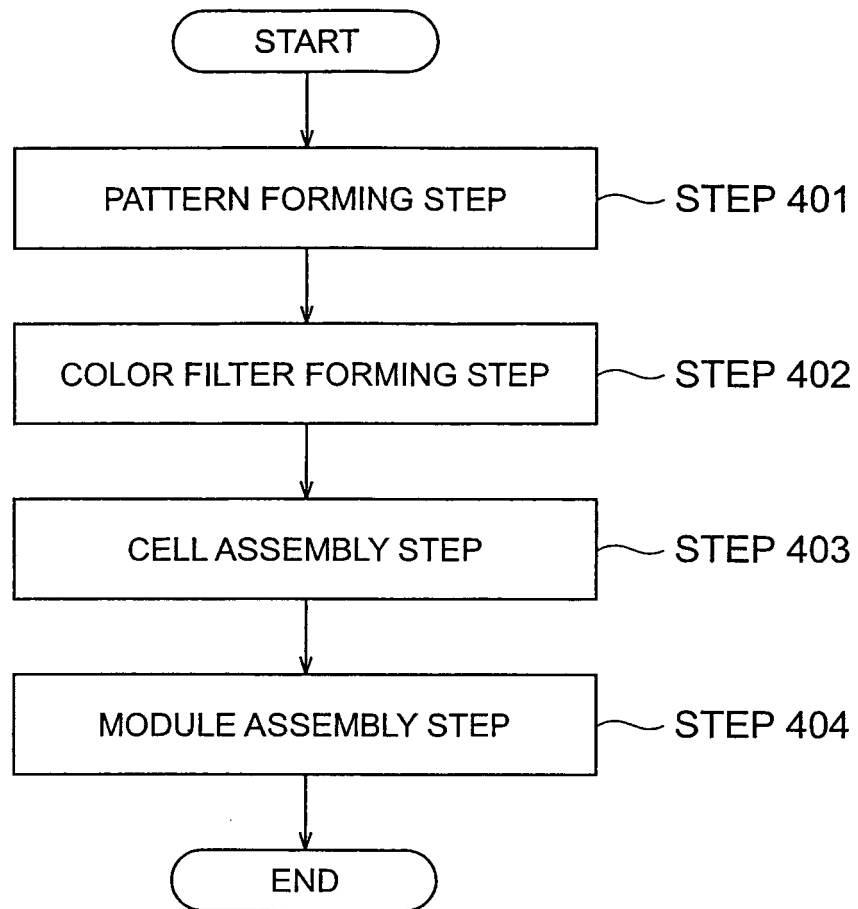 START
PATTERN FORMING STEP
STEP 401
COLOR FILTER FORMING STEP
STEP 402
CELL ASSEMBLY STEP
STEP 403
MODULE ASSEMBLY STEP
STEP 404
END